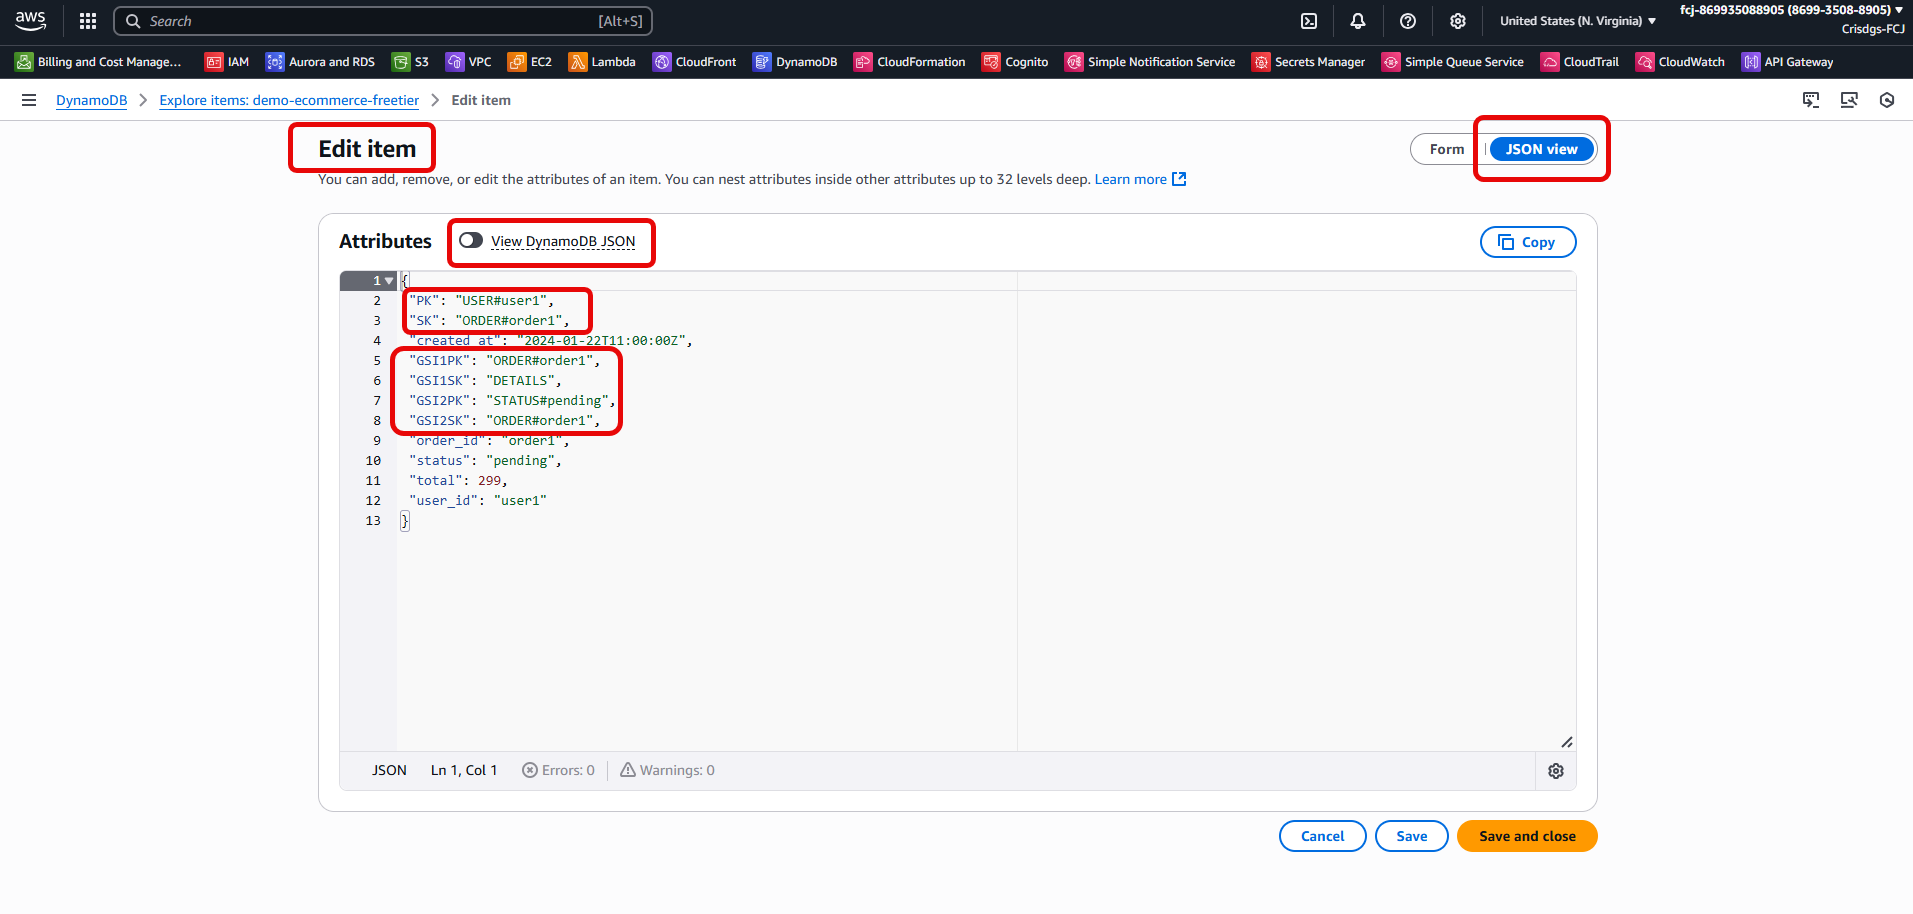 aws Search [Alt+S] United States (N. Virginia) fcj-869935088905 (8699-3508-8905)
Crisdgs-FCJ
Billing and Cost Manage... IAM Aurora and RDS S3 VPC EC2 Lambda CloudFront DynamoDB CloudFormation Cognito Simple Notification Service Secrets Manager Simple Queue Service CloudTrail CloudWatch API Gateway
DynamoDB Explore items: demo-ecommerce-freetier Edit item
Edit item Form JSON view
You can add, remove, or edit the attributes of an item. You can nest attributes inside other attributes up to 32 levels deep. Learn more
Attributes View DynamoDB JSON Copy
1 {
2 "PK": "USER#user1",
3 "SK": "ORDER#order1",
4 "created_at": "2024-01-22T11:00:00Z",
5 "GSI1PK": "ORDER#order1",
6 "GSI1SK": "DETAILS",
7 "GSI2PK": "STATUS#pending",
8 "GSI2SK": "ORDER#order1",
9 "order_id": "order1",
10 "status": "pending",
11 "total": 299,
12 "user_id": "user1"
13 }
JSON Ln 1, Col 1 Errors: 0 Warnings: 0
Cancel Save Save and close